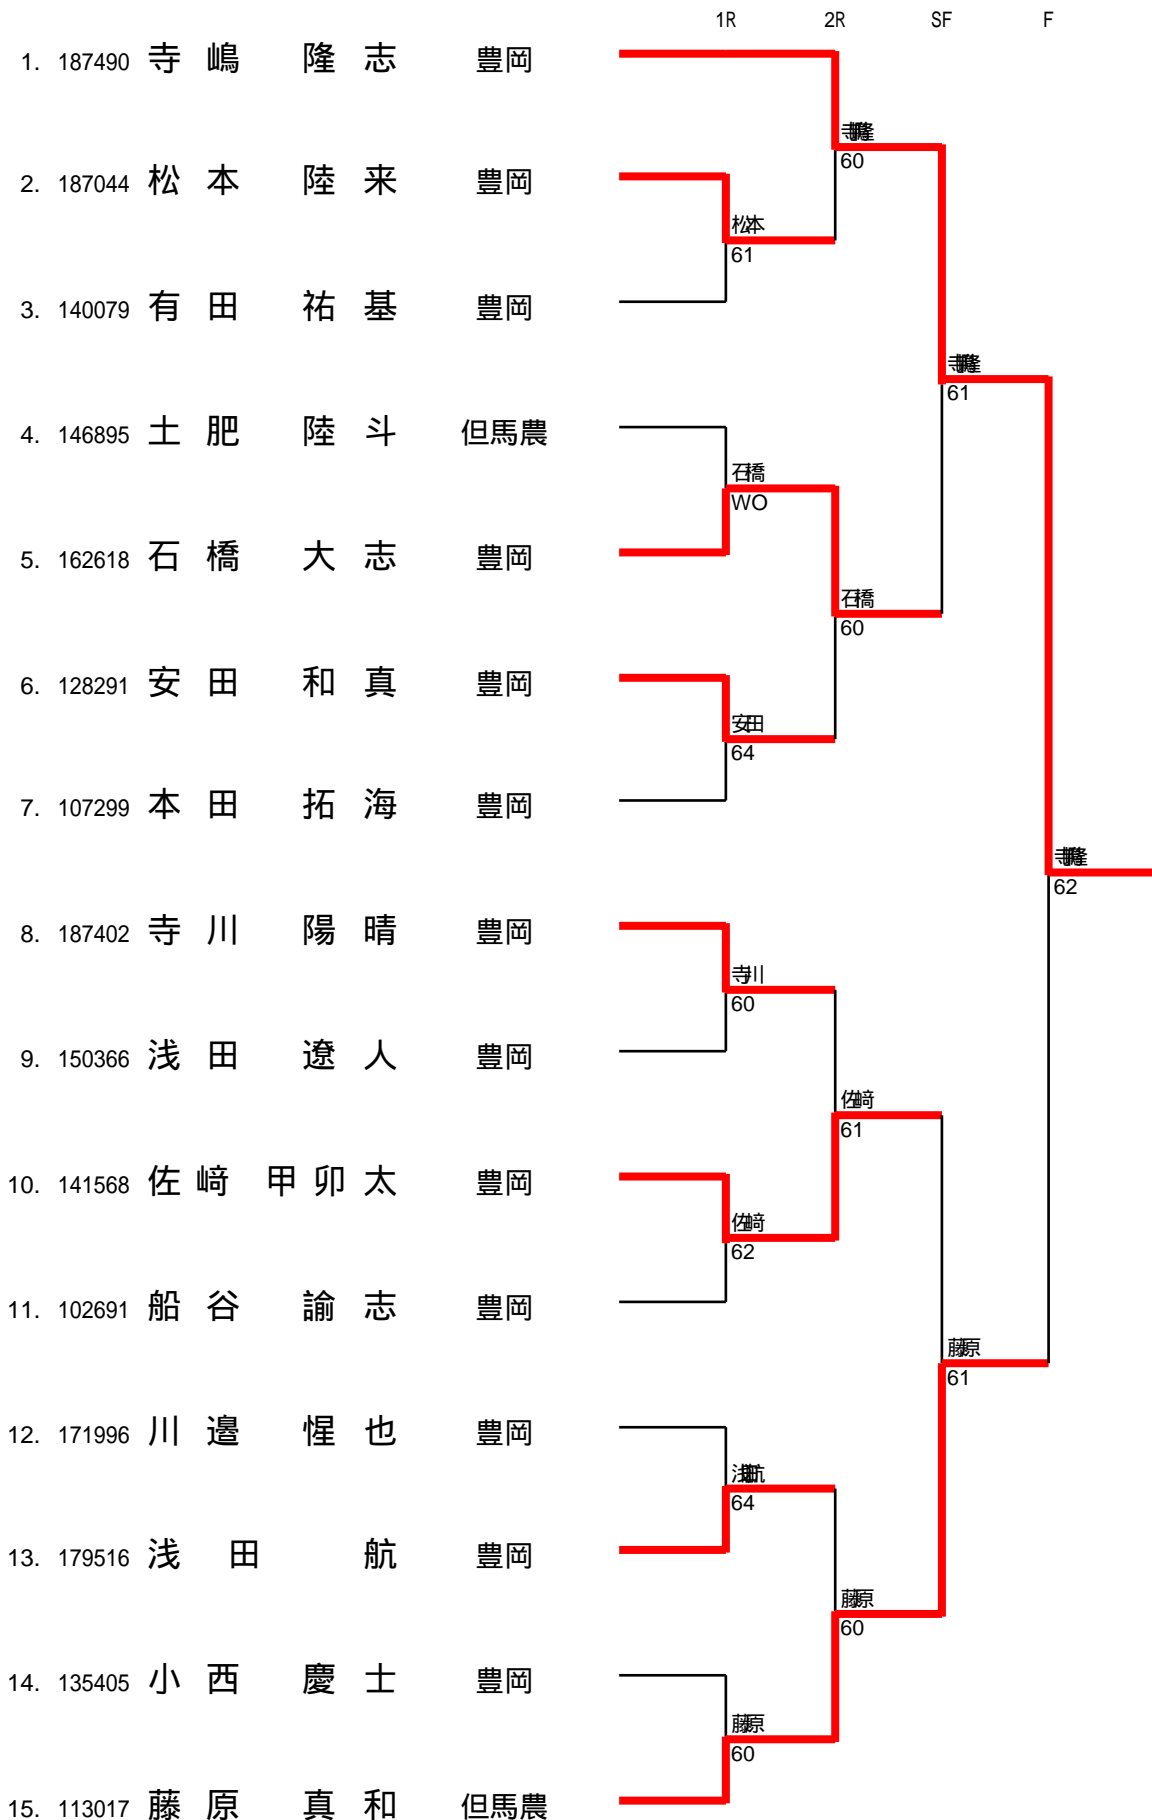 1R 2R SF F
1. 187490 寺嶋 隆志 豊岡
寺嶋隆
60
2. 187044 松本 陸来 豊岡
松本
61
3. 140079 有田 祐基 豊岡
寺嶋隆
61
4. 146895 土肥 陸斗 但馬農
石橋
WO
5. 162618 石橋 大志 豊岡
石橋
60
6. 128291 安田 和真 豊岡
安田
64
7. 107299 本田 拓海 豊岡
寺嶋隆
62
8. 187402 寺川 陽晴 豊岡
寺川
60
9. 150366 浅田 遼人 豊岡
佐﨑
61
10. 141568 佐﨑 甲卯太 豊岡
佐﨑
62
11. 102691 船谷 諭志 豊岡
藤原
61
12. 171996 川邉 惺也 豊岡
浅田航
64
13. 179516 浅田 航 豊岡
藤原
60
14. 135405 小西 慶士 豊岡
藤原
60
15. 113017 藤原 真和 但馬農